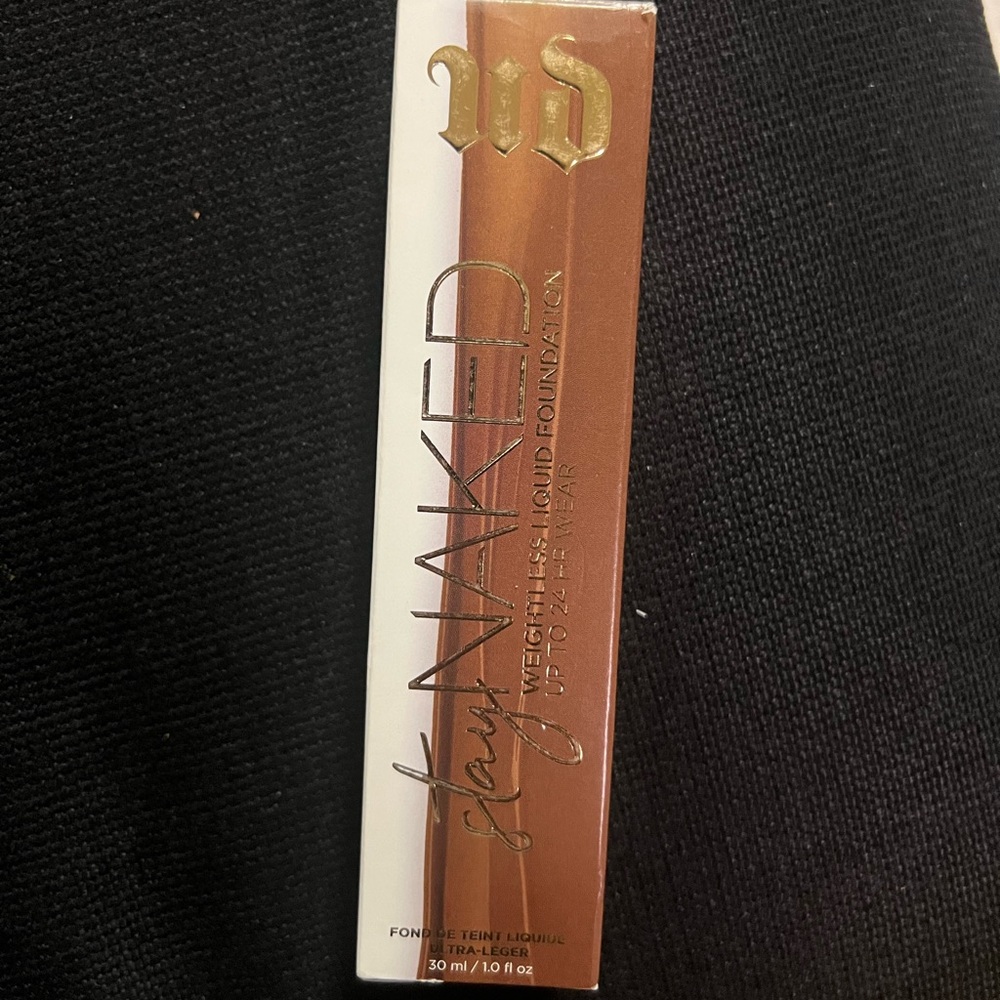 UD
stay NAKED
WEIGHTLESS LIQUID FOUNDATION
UP TO 24 HR WEAR
FOND DE TEINT LIQUIDE
ULTRA-LÉGER
30 ml / 1.0 fl oz